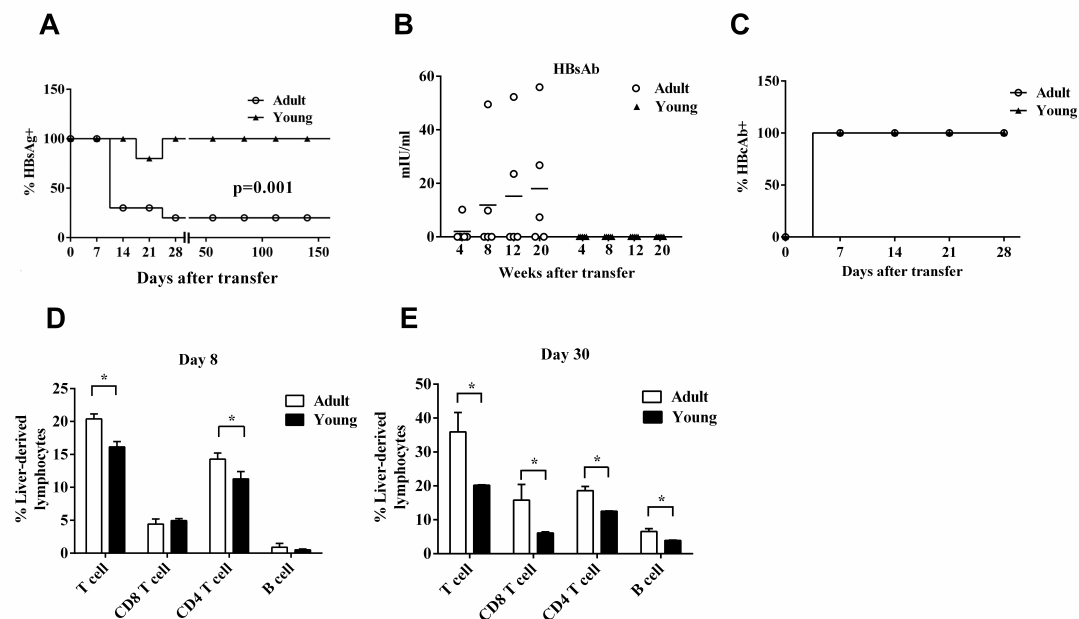 A
B
C
% HBsAg+
150
100
50
0
Adult
Young
p=0.001
0 7 14 21 28 50 100 150
Days after transfer
HBsAb
mIU/ml
60
40
20
0
Adult
Young
4 8 12 20 4 8 12 20
Weeks after transfer
% HBcAb+
150
100
50
0
Adult
Young
0 7 14 21 28
Days after transfer
D
E
Day 8
% Liver-derived
lymphocytes
25
20
15
10
5
0
*
*
Adult
Young
T cell
CD8 T cell
CD4 T cell
B cell
Day 30
% Liver-derived
lymphocytes
50
40
30
20
10
0
*
*
*
*
Adult
Young
T cell
CD8 T cell
CD4 T cell
B cell